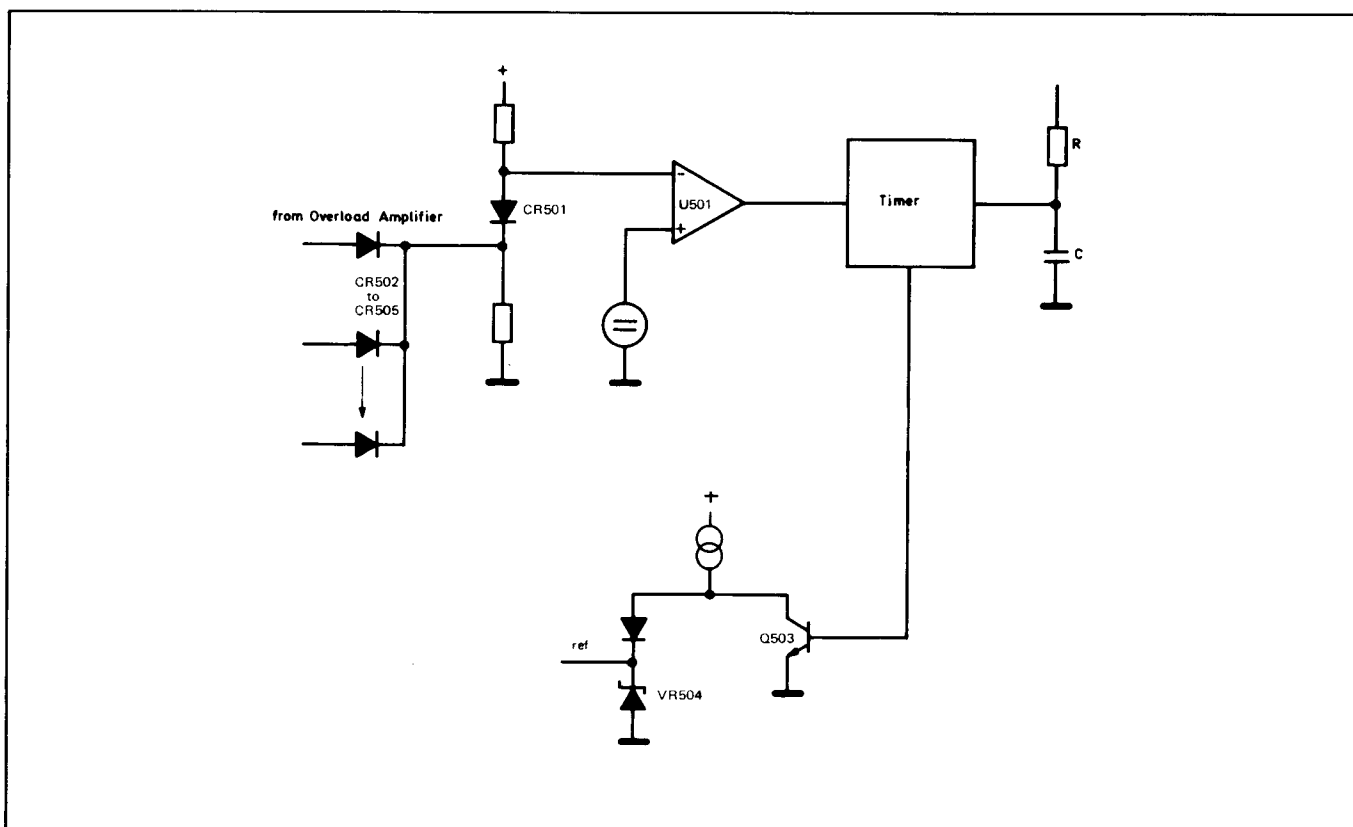 +
R
U501
-
+
Timer
CR501
from Overload Amplifier
C
CR502
to
CR505
+
Q503
ref
VR504